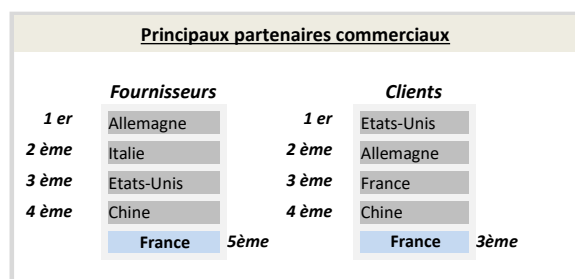 Principaux partenaires commerciaux
Fournisseurs Clients
1 er Allemagne 1 er Etats-Unis
2 ème Italie 2 ème Allemagne
3 ème Etats-Unis 3 ème France
4 ème Chine 4 ème Chine
France 5ème France 3ème